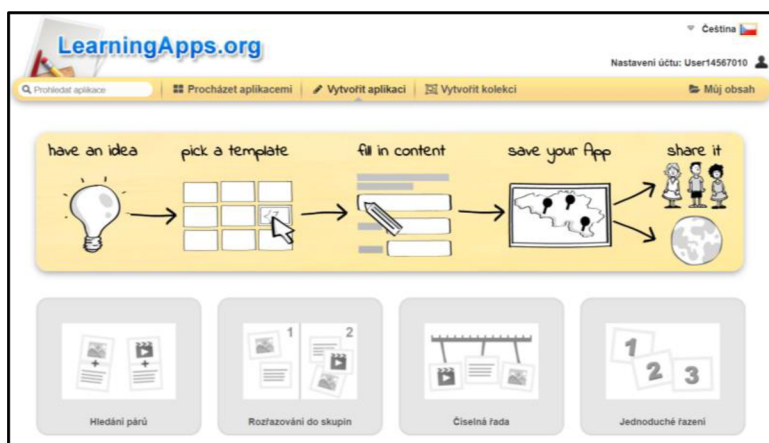 LearningApps.org
Čeština
Nastavení účtu: User14567010
Prohledat aplikace
Procházet aplikacemi
Vytvořit aplikaci
Vytvořit kolekci
Můj obsah
have an idea
pick a template
fill in content
save your App
share it
1 2
1
2
3
Hledání párů
Rozřazování do skupin
Číselná řada
Jednoduché řazení